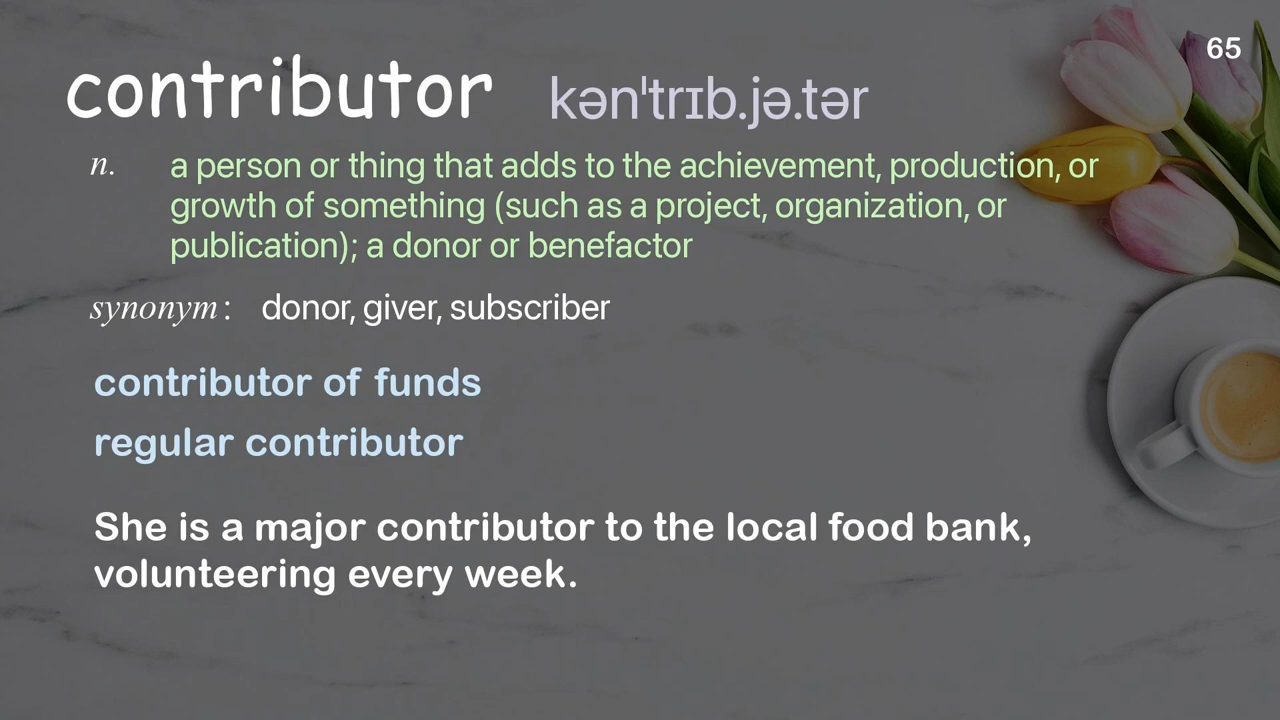 65
contributor kənˈtrɪb.jə.tər
n. a person or thing that adds to the achievement, production, or
growth of something (such as a project, organization, or
publication); a donor or benefactor
synonym: donor, giver, subscriber
contributor of funds
regular contributor
She is a major contributor to the local food bank,
volunteering every week.